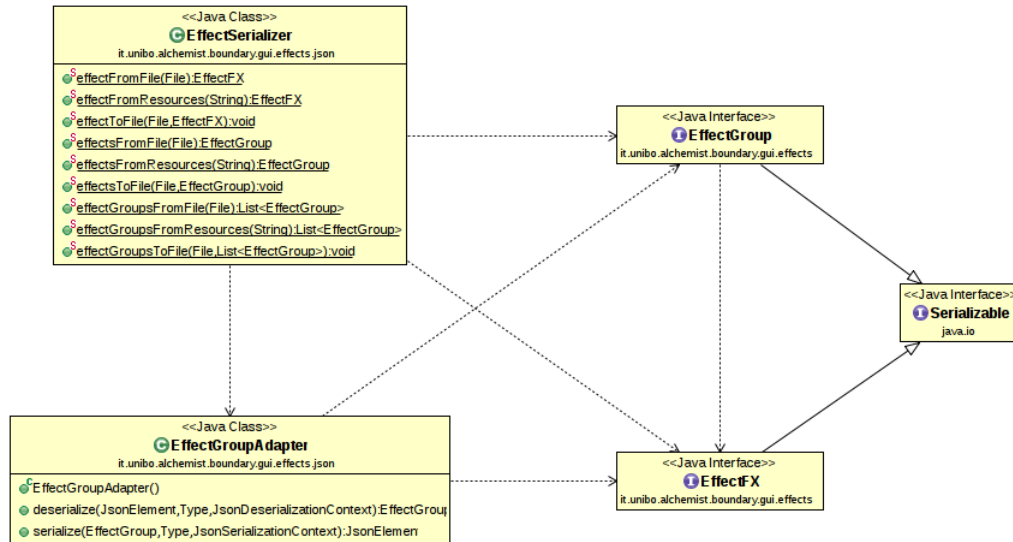 <<Java Class>>
C EffectSerializer
it.unibo.alchemist.boundary.gui.effects.json
S effectFromFile(File):EffectFX
S effectFromResources(String):EffectFX
S effectToFile(File,EffectFX):void
S effectsFromFile(File):EffectGroup
S effectsFromResources(String):EffectGroup
S effectsToFile(File,EffectGroup):void
S effectGroupsFromFile(File):List<EffectGroup>
S effectGroupsFromResources(String):List<EffectGroup>
S effectGroupsToFile(File,List<EffectGroup>):void
<<Java Interface>>
I EffectGroup
it.unibo.alchemist.boundary.gui.effects
<<Java Interface>>
I Serializable
java.io
<<Java Class>>
C EffectGroupAdapter
it.unibo.alchemist.boundary.gui.effects.json
C EffectGroupAdapter()
deserialize(JsonElement,Type,JsonDeserializationContext):EffectGroup
serialize(EffectGroup,Type,JsonSerializationContext):JsonElement
<<Java Interface>>
I EffectFX
it.unibo.alchemist.boundary.gui.effects